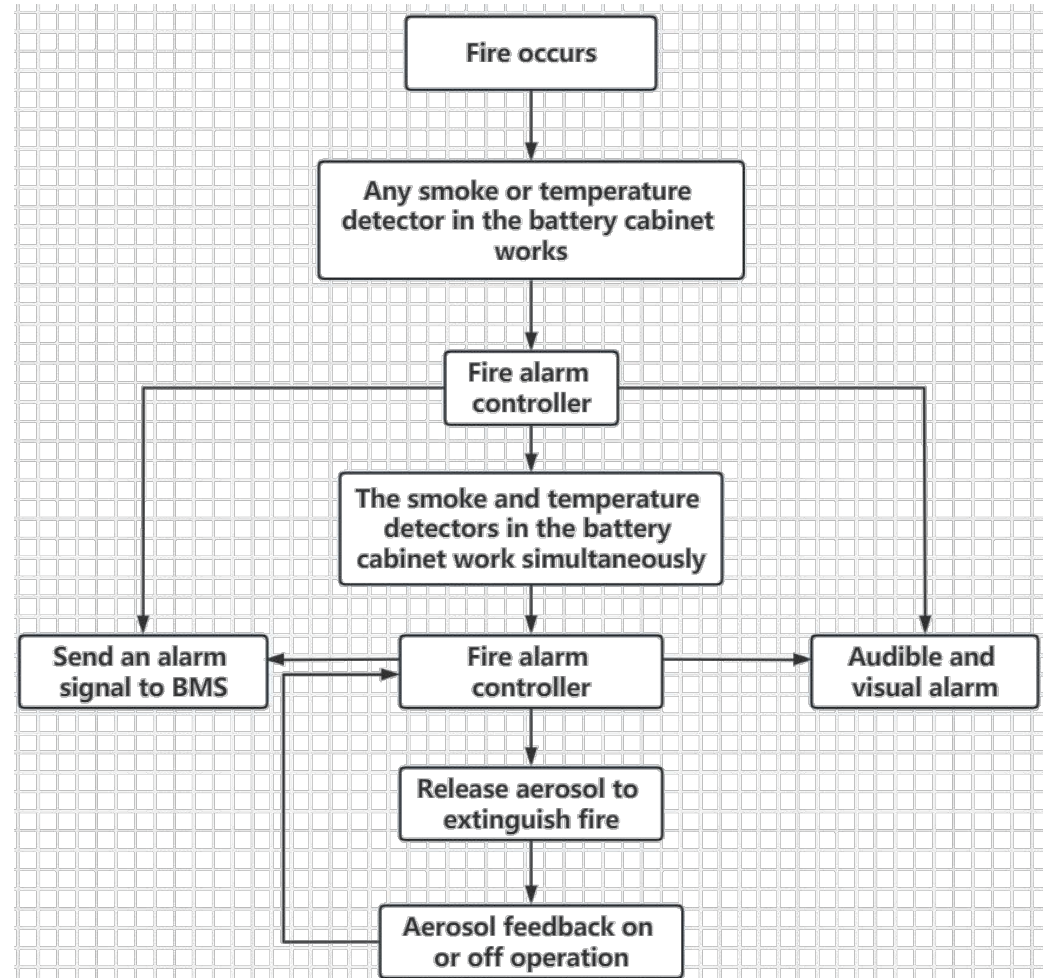 Fire occurs
Any smoke or temperature
detector in the battery cabinet
works
Fire alarm
controller
The smoke and temperature
detectors in the battery
cabinet work simultaneously
Send an alarm
signal to BMS
Fire alarm
controller
Audible and
visual alarm
Release aerosol to
extinguish fire
Aerosol feedback on
or off operation